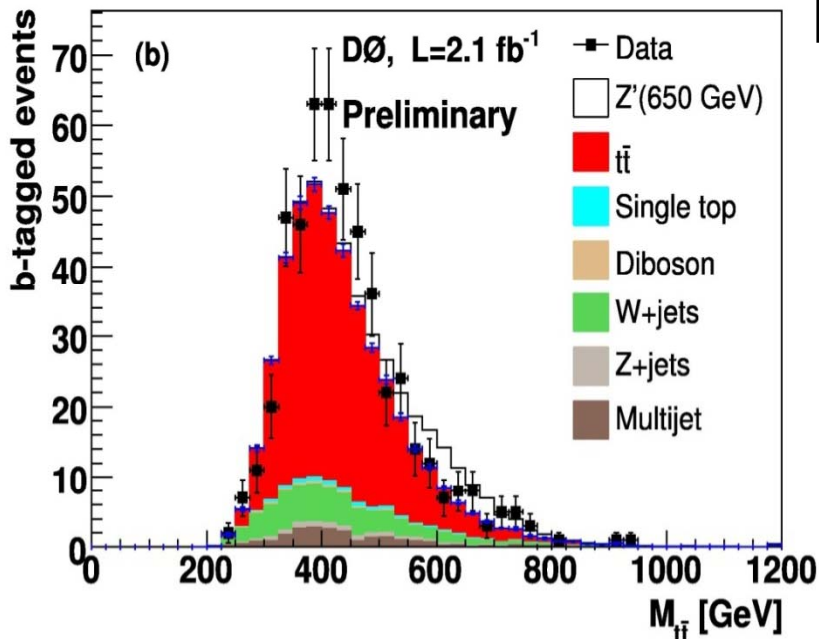 b-tagged events
70
60
50
40
30
20
10
0
(b)
DØ, L=2.1 fb⁻¹
Preliminary
Data
Z'(650 GeV)
tt̄
Single top
Diboson
W+jets
Z+jets
Multijet
0 200 400 600 800 1000 1200
M_tt̄ [GeV]